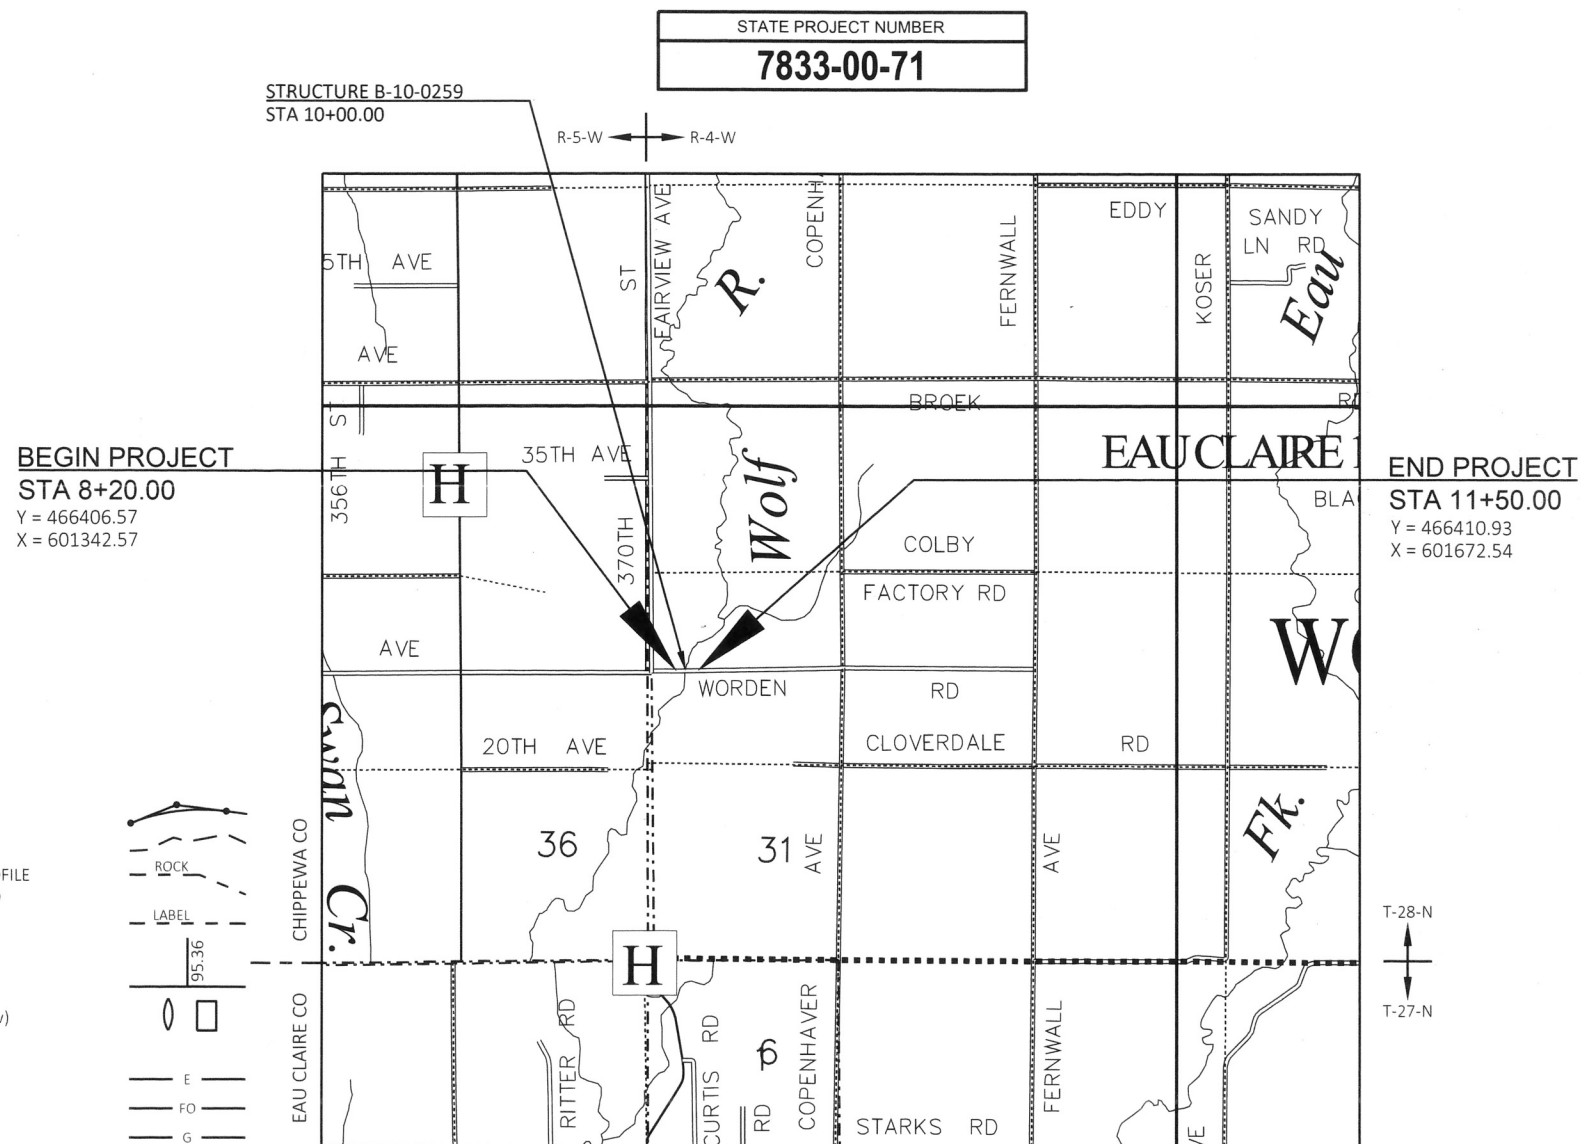 STATE PROJECT NUMBER
7833-00-71
STRUCTURE B-10-0259
STA 10+00.00
R-5-W
R-4-W
FAIRVIEW AVE
ST
R.
COPENH
FERNWALL
EDDY
KOSER
SANDY
LN RD
Eau
5TH AVE
AVE
BROEK
ST
356TH
35TH AVE
H
370TH
Wolf
EAU CLAIRE
BEGIN PROJECT
STA 8+20.00
Y = 466406.57
X = 601342.57
END PROJECT
STA 11+50.00
Y = 466410.93
X = 601672.54
BLA
COLBY
FACTORY RD
AVE
WORDEN RD
WO
20TH AVE
CLOVERDALE RD
Swan
Cr.
36
31
AVE
AVE
Fk.
CHIPPEWA CO
EAU CLAIRE CO
FILE
ROCK
LABEL
95.36
E
FO
G
T-28-N
T-27-N
H
RITTER RD
CURTIS RD
6
RD
COPENHAVER
FERNWALL
STARKS RD
VE